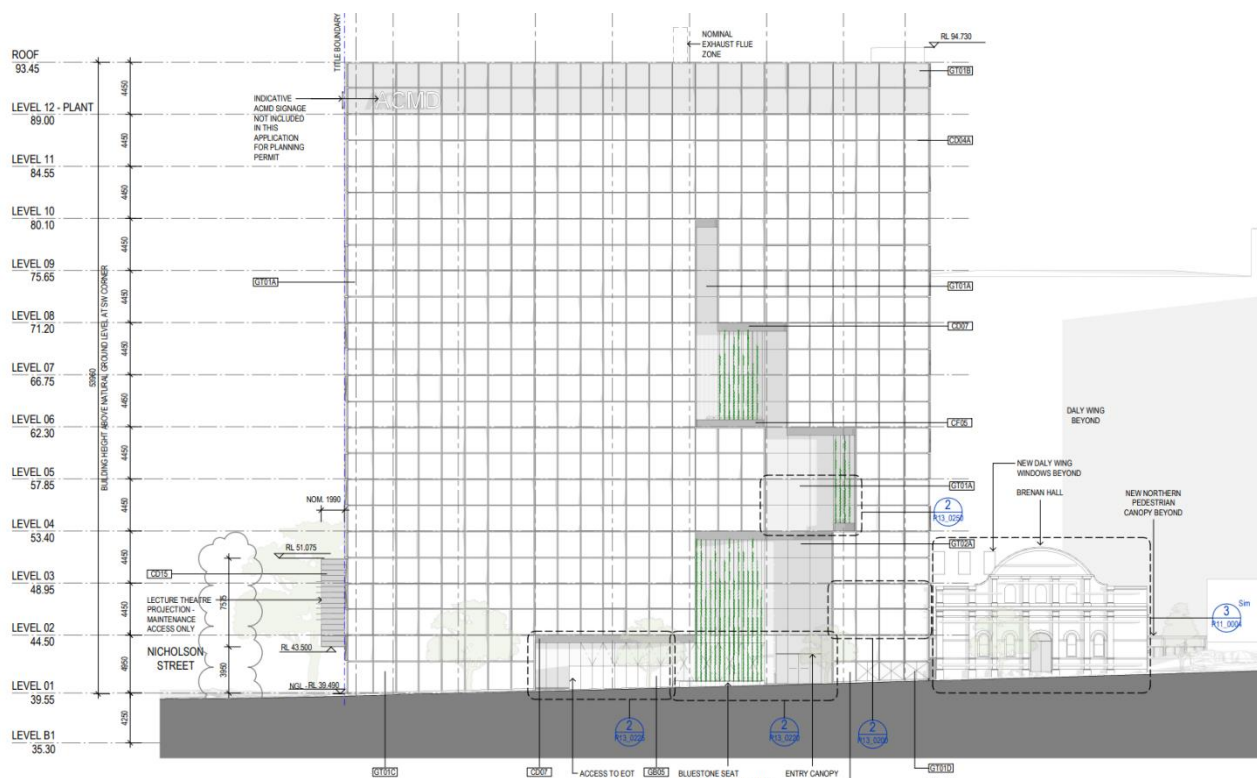 ROOF
93.45
LEVEL 12 - PLANT
89.00
LEVEL 11
84.55
LEVEL 10
80.10
LEVEL 09
75.65
LEVEL 08
71.20
LEVEL 07
66.75
LEVEL 06
62.30
LEVEL 05
57.85
LEVEL 04
53.40
LEVEL 03
48.95
LEVEL 02
44.50
LEVEL 01
39.55
LEVEL B1
35.30
BUILDING HEIGHT ABOVE NATURAL GROUND LEVEL AT SW CORNER
53960
4450
4450
4450
4450
4450
4450
4450
4450
4450
4450
4450
4950
4250
TITLE BOUNDARY
INDICATIVE
ACMD SIGNAGE
NOT INCLUDED
IN THIS
APPLICATION
FOR PLANNING
PERMIT
ACMD
NOMINAL
EXHAUST FLUE
ZONE
RL 94.730
GT01B
CD04A
GT01A
GT01A
CD07
CF05
GT01A
2
GT02A
NOM. 1990
RL 51.075
CD15
LECTURE THEATRE
PROJECTION -
MAINTENANCE
ACCESS ONLY
7575
NICHOLSON
STREET
RL 43.500
3950
NGL - RL 39.490
DALY WING
BEYOND
NEW DALY WING
WINDOWS BEYOND
BRENAN HALL
NEW NORTHERN
PEDESTRIAN
CANOPY BEYOND
3
Sim
2
2
2
GT01C
CD07
ACCESS TO EOT
GB05
BLUESTONE SEAT
ENTRY CANOPY
GT01D